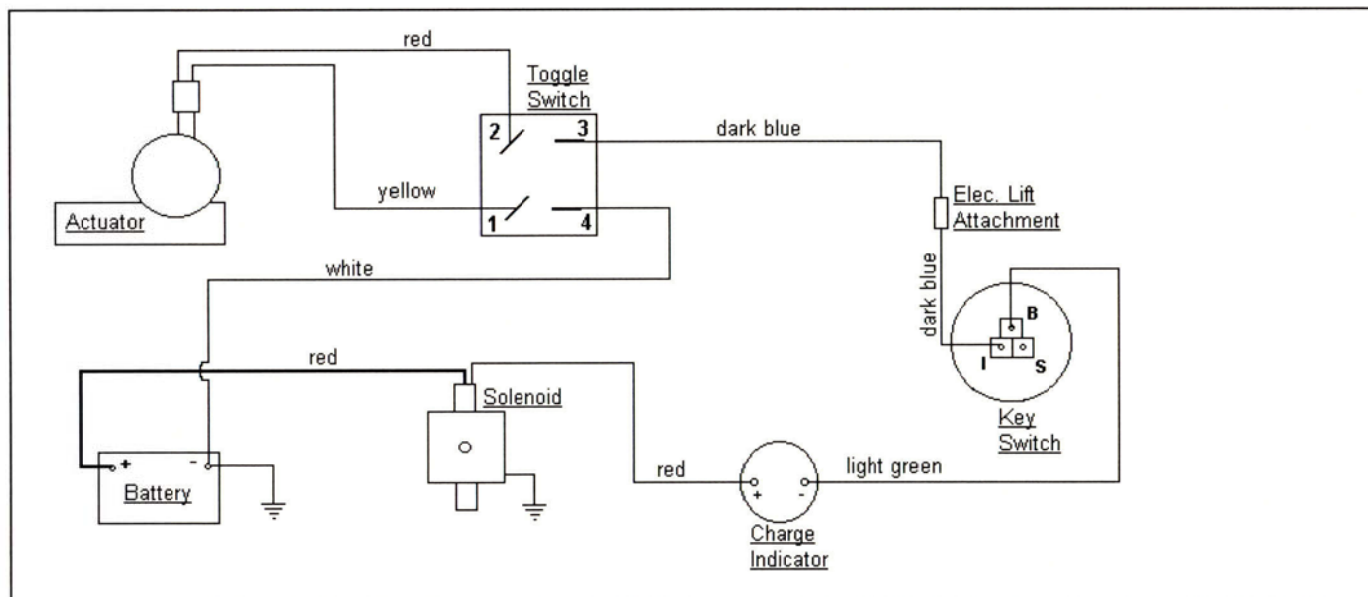 red
Toggle
Switch
2
3
dark blue
yellow
1
4
Actuator
Elec. Lift
Attachment
white
dark blue
B
I
S
red
Solenoid
Key
Switch
+
-
Battery
red
light green
+
-
Charge
Indicator